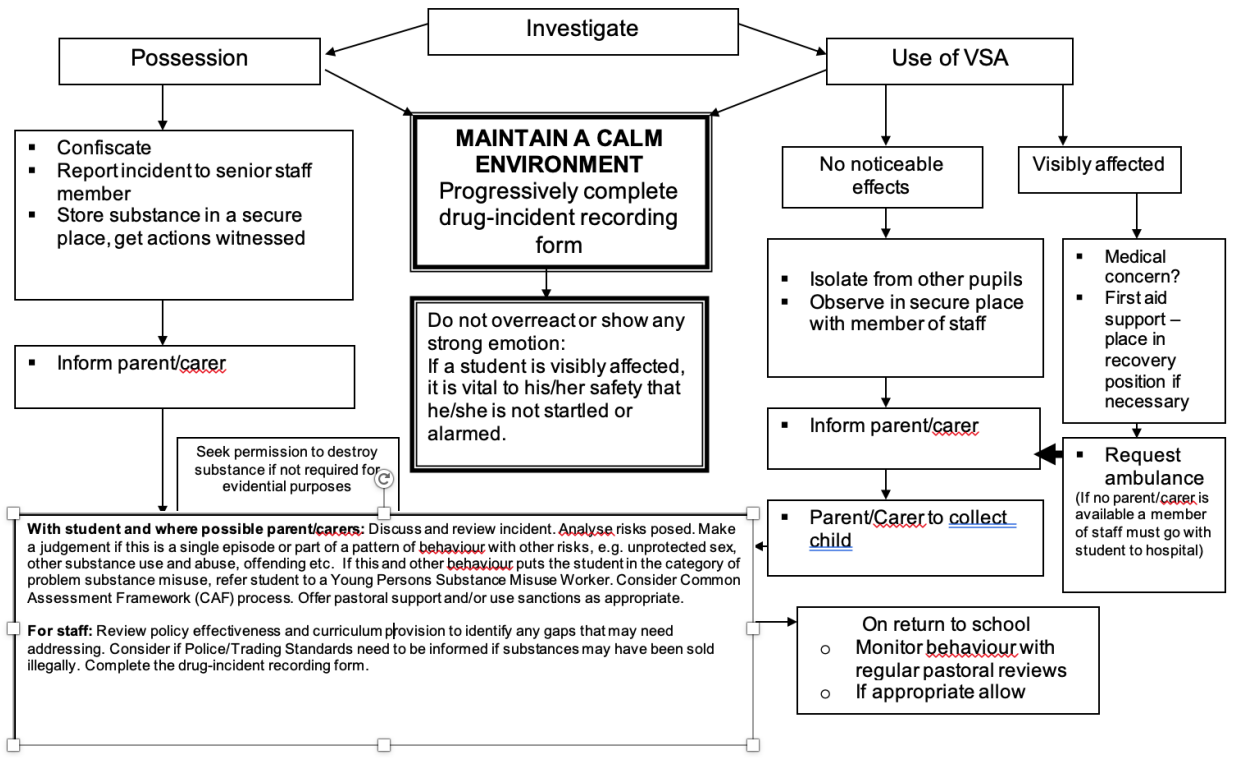 Investigate
Possession
Use of VSA
▪ Confiscate
▪ Report incident to senior staff
member
▪ Store substance in a secure
place, get actions witnessed
MAINTAIN A CALM
ENVIRONMENT
Progressively complete
drug-incident recording
form
No noticeable
effects
Visibly affected
▪ Isolate from other pupils
▪ Observe in secure place
with member of staff
▪ Medical
concern?
▪ First aid
support –
place in
recovery
position if
necessary
▪ Inform parent/carer
Do not overreact or show any
strong emotion:
If a student is visibly affected,
it is vital to his/her safety that
he/she is not startled or
alarmed.
▪ Inform parent/carer
▪ Request
ambulance
(If no parent/carer is
available a member
of staff must go with
student to hospital)
Seek permission to destroy
substance if not required for
evidential purposes
▪ Parent/Carer to collect
child
With student and where possible parent/carers: Discuss and review incident. Analyse risks posed. Make
a judgement if this is a single episode or part of a pattern of behaviour with other risks, e.g. unprotected sex,
other substance use and abuse, offending etc.  If this and other behaviour puts the student in the category of
problem substance misuse, refer student to a Young Persons Substance Misuse Worker. Consider Common
Assessment Framework (CAF) process. Offer pastoral support and/or use sanctions as appropriate.
For staff: Review policy effectiveness and curriculum provision to identify any gaps that may need
addressing. Consider if Police/Trading Standards need to be informed if substances may have been sold
illegally. Complete the drug-incident recording form.
On return to school
o Monitor behaviour with
regular pastoral reviews
o If appropriate allow